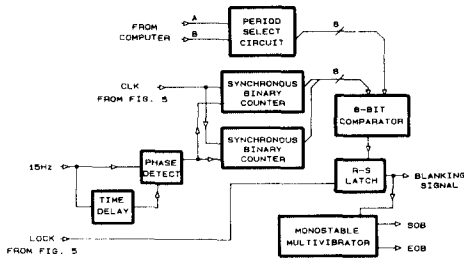 FROM
COMPUTER
A
B
PERIOD
SELECT
CIRCUIT
8
CLK
FROM FIG. 5
SYNCHRONOUS
BINARY
COUNTER
8
8-BIT
COMPARATOR
SYNCHRONOUS
BINARY
COUNTER
15Hz
PHASE
DETECT
R-S
LATCH
BLANKING
SIGNAL
TIME
DELAY
LOCK
FROM FIG. 5
MONOSTABLE
MULTIVIBRATOR
SOB
EOB